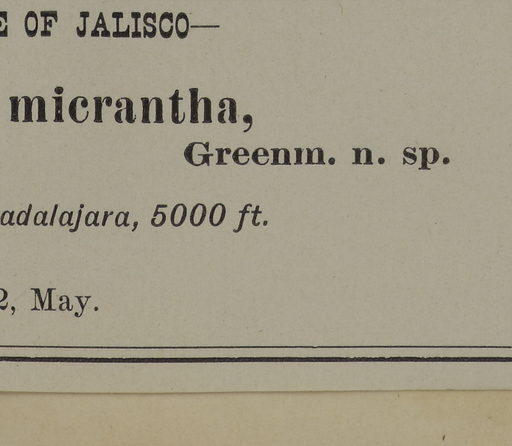 E OF JALISCO—
micrantha,
Greenm. n. sp.
adalajara, 5000 ft.
2, May.